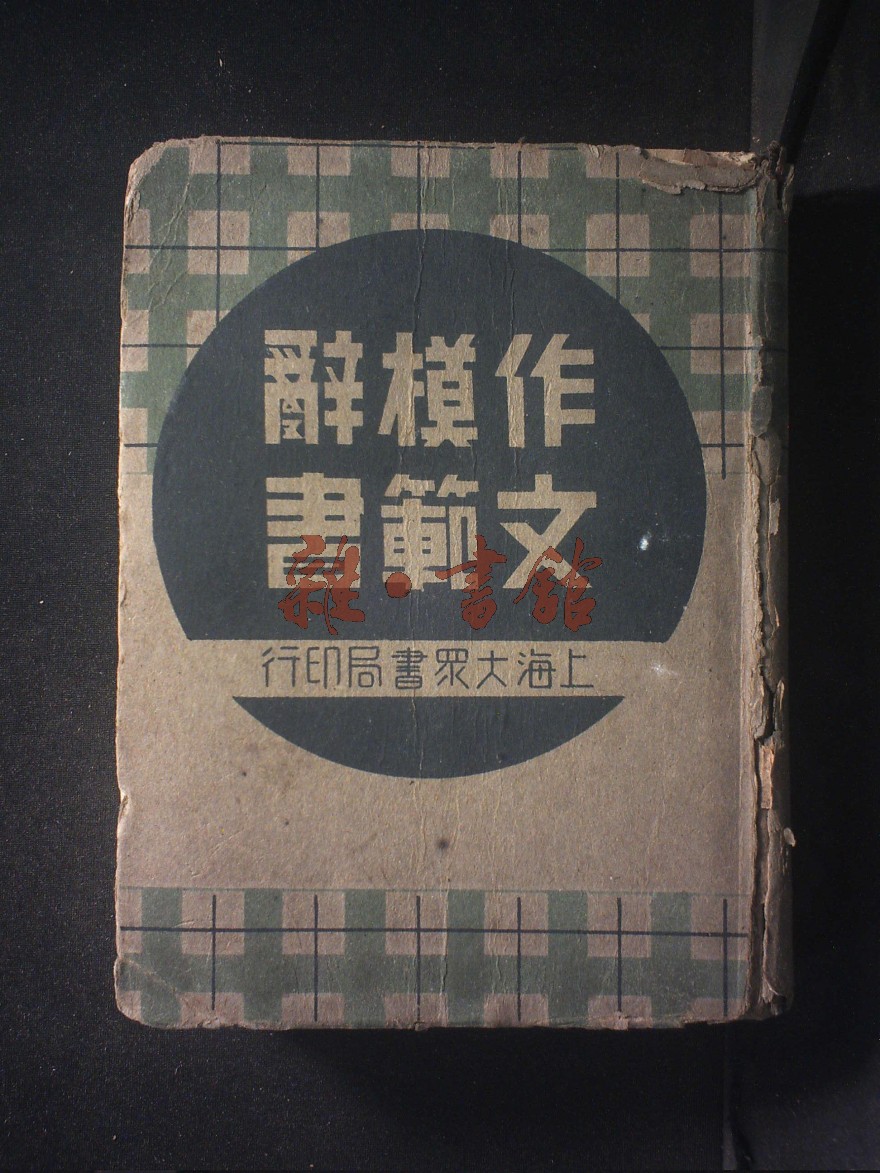 作文
模範
辭書
上海大眾書局印行
雜·書館